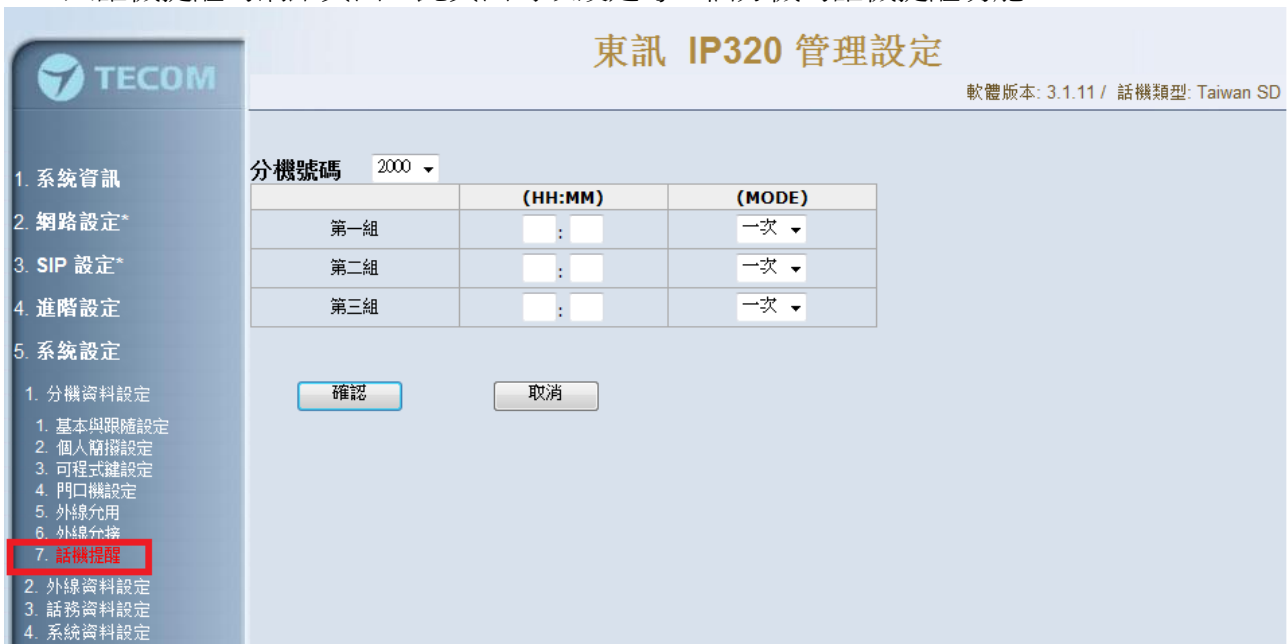 東訊 IP320 管理設定
TECOM
軟體版本: 3.1.11 / 話機類型: Taiwan SD
1. 系統資訊
2. 網路設定*
3. SIP 設定*
4. 進階設定
5. 系統設定
1. 分機資料設定
1. 基本與跟隨設定
2. 個人簡撥設定
3. 可程式鍵設定
4. 門口機設定
5. 外線允用
6. 外線允接
7. 話機提醒
2. 外線資料設定
3. 話務資料設定
4. 系統資料設定
分機號碼 2000
(HH:MM) (MODE)
第一組 : 一次
第二組 : 一次
第三組 : 一次
確認 取消